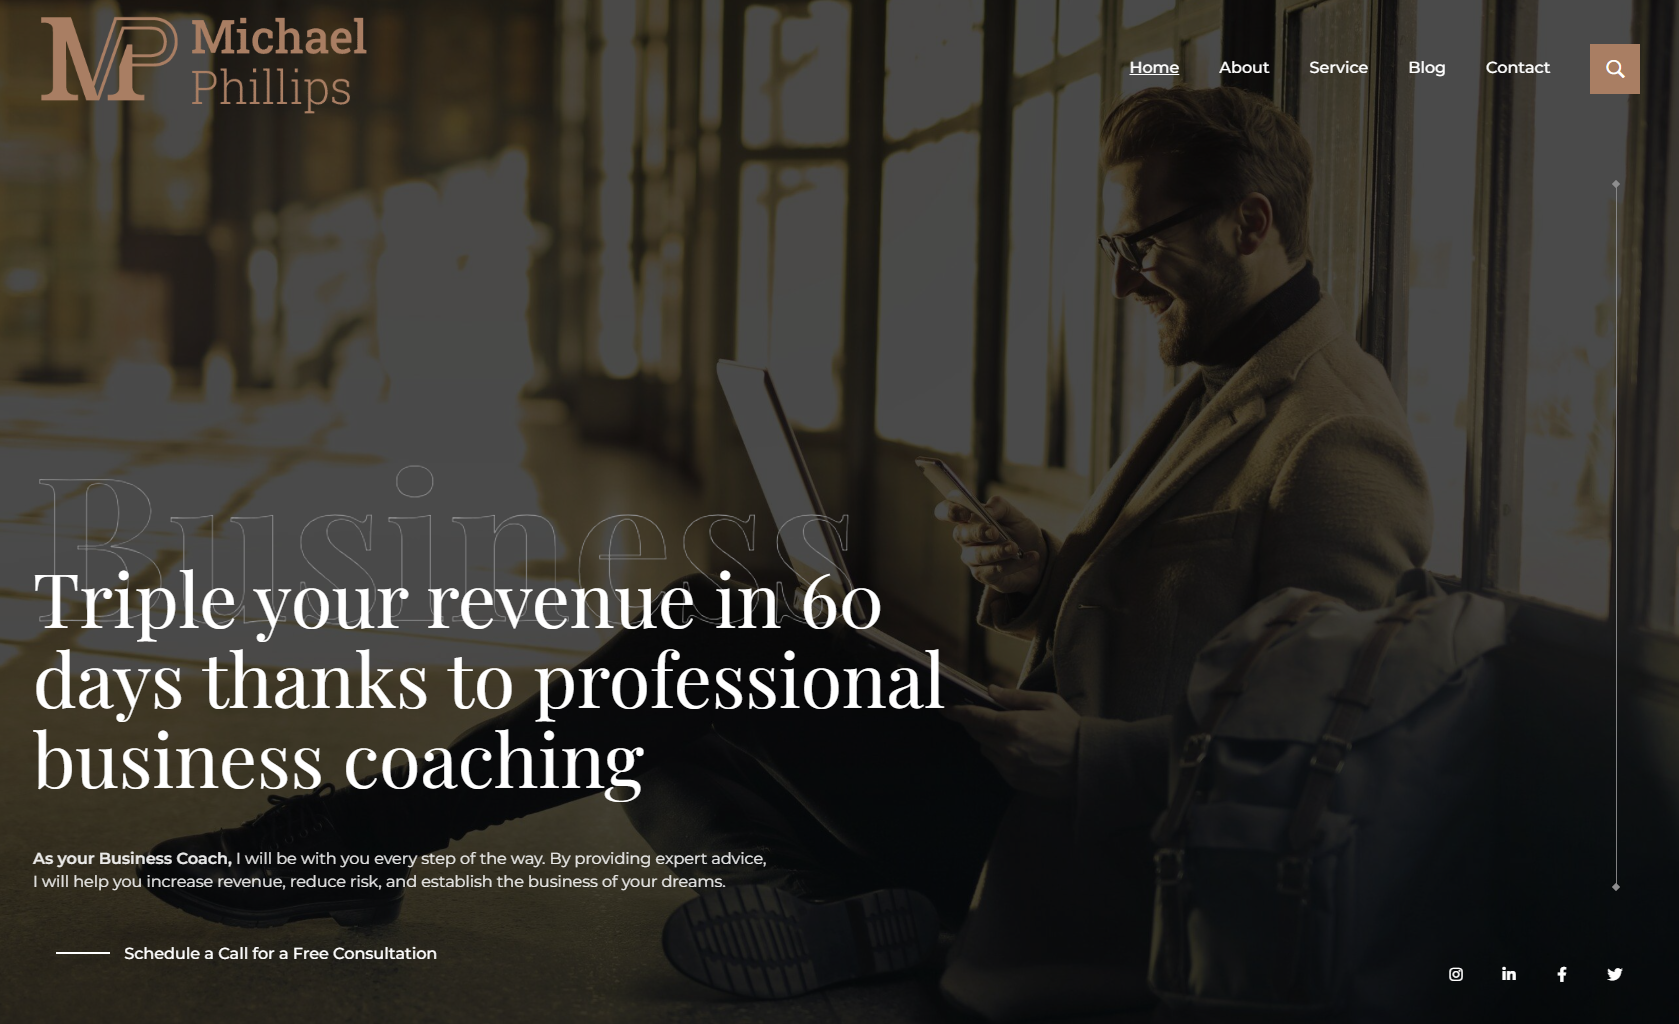 MP
Michael
Phillips
Home
About
Service
Blog
Contact
Business
Triple your revenue in 60
days thanks to professional
business coaching
As your Business Coach, I will be with you every step of the way. By providing expert advice,
I will help you increase revenue, reduce risk, and establish the business of your dreams.
Schedule a Call for a Free Consultation